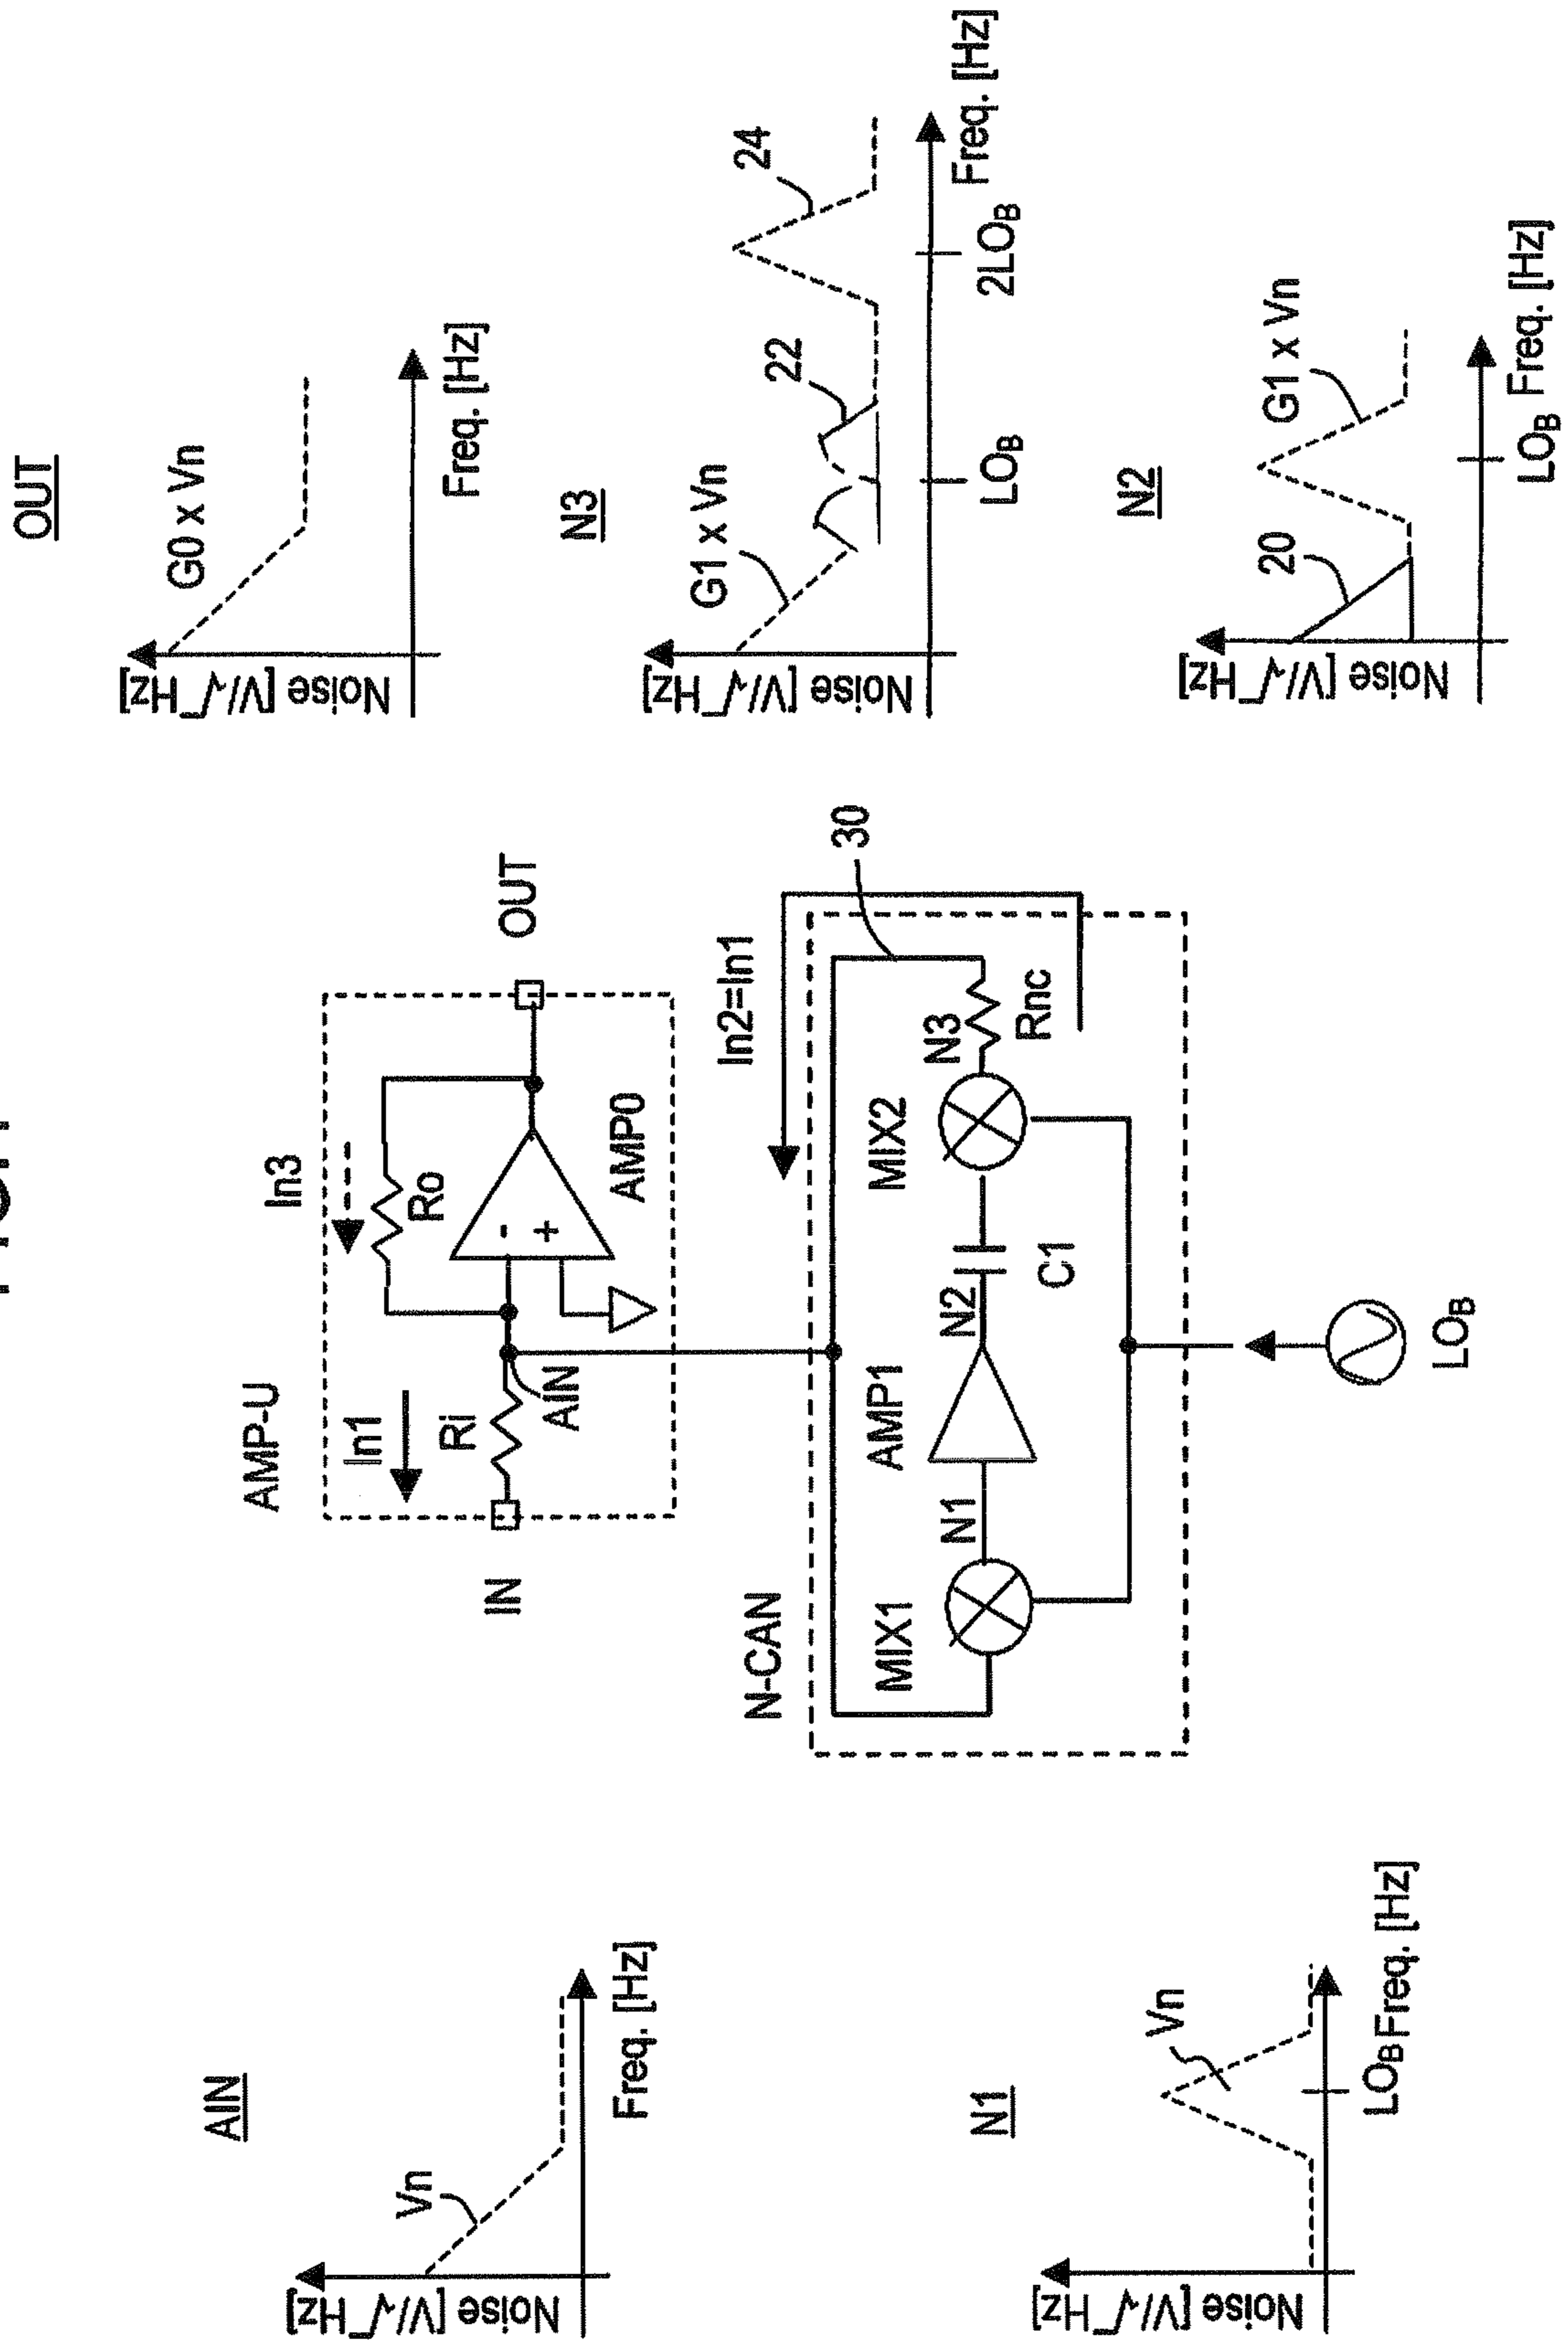 OUT
G0 x Vn
Noise [V/√Hz]
Freq. [Hz]
N3
G1 x Vn
22
24
Noise [V/√Hz]
LOB
2LOB
Freq. [Hz]
N2
20
G1 x Vn
Noise [V/√Hz]
LOB
Freq. [Hz]
AMP-U
In3
In1
Ro
Ri
-
+
IN
AIN
AMP0
OUT
N-CAN
In2=In1
30
MIX1
AMP1
MIX2
N1
N2
N3
C1
Rnc
LOB
AIN
Vn
Noise [V/√Hz]
Freq. [Hz]
N1
Vn
Noise [V/√Hz]
LOB
Freq. [Hz]